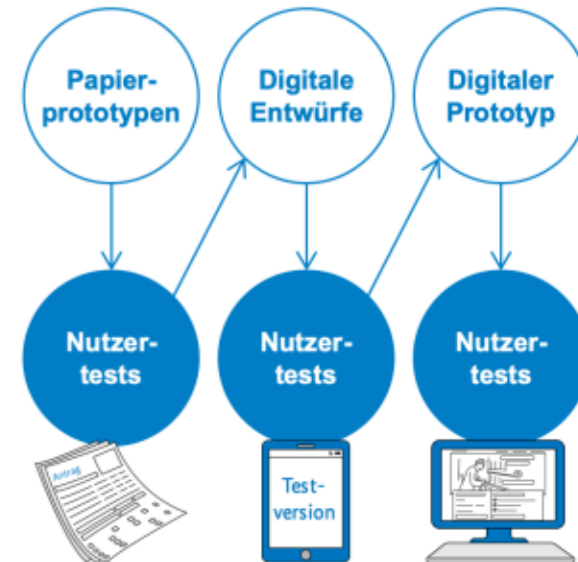 Papier-
prototypen
Digitale
Entwürfe
Digitaler
Prototyp
Nutzer-
tests
Nutzer-
tests
Nutzer-
tests
Antrag
Test-
version